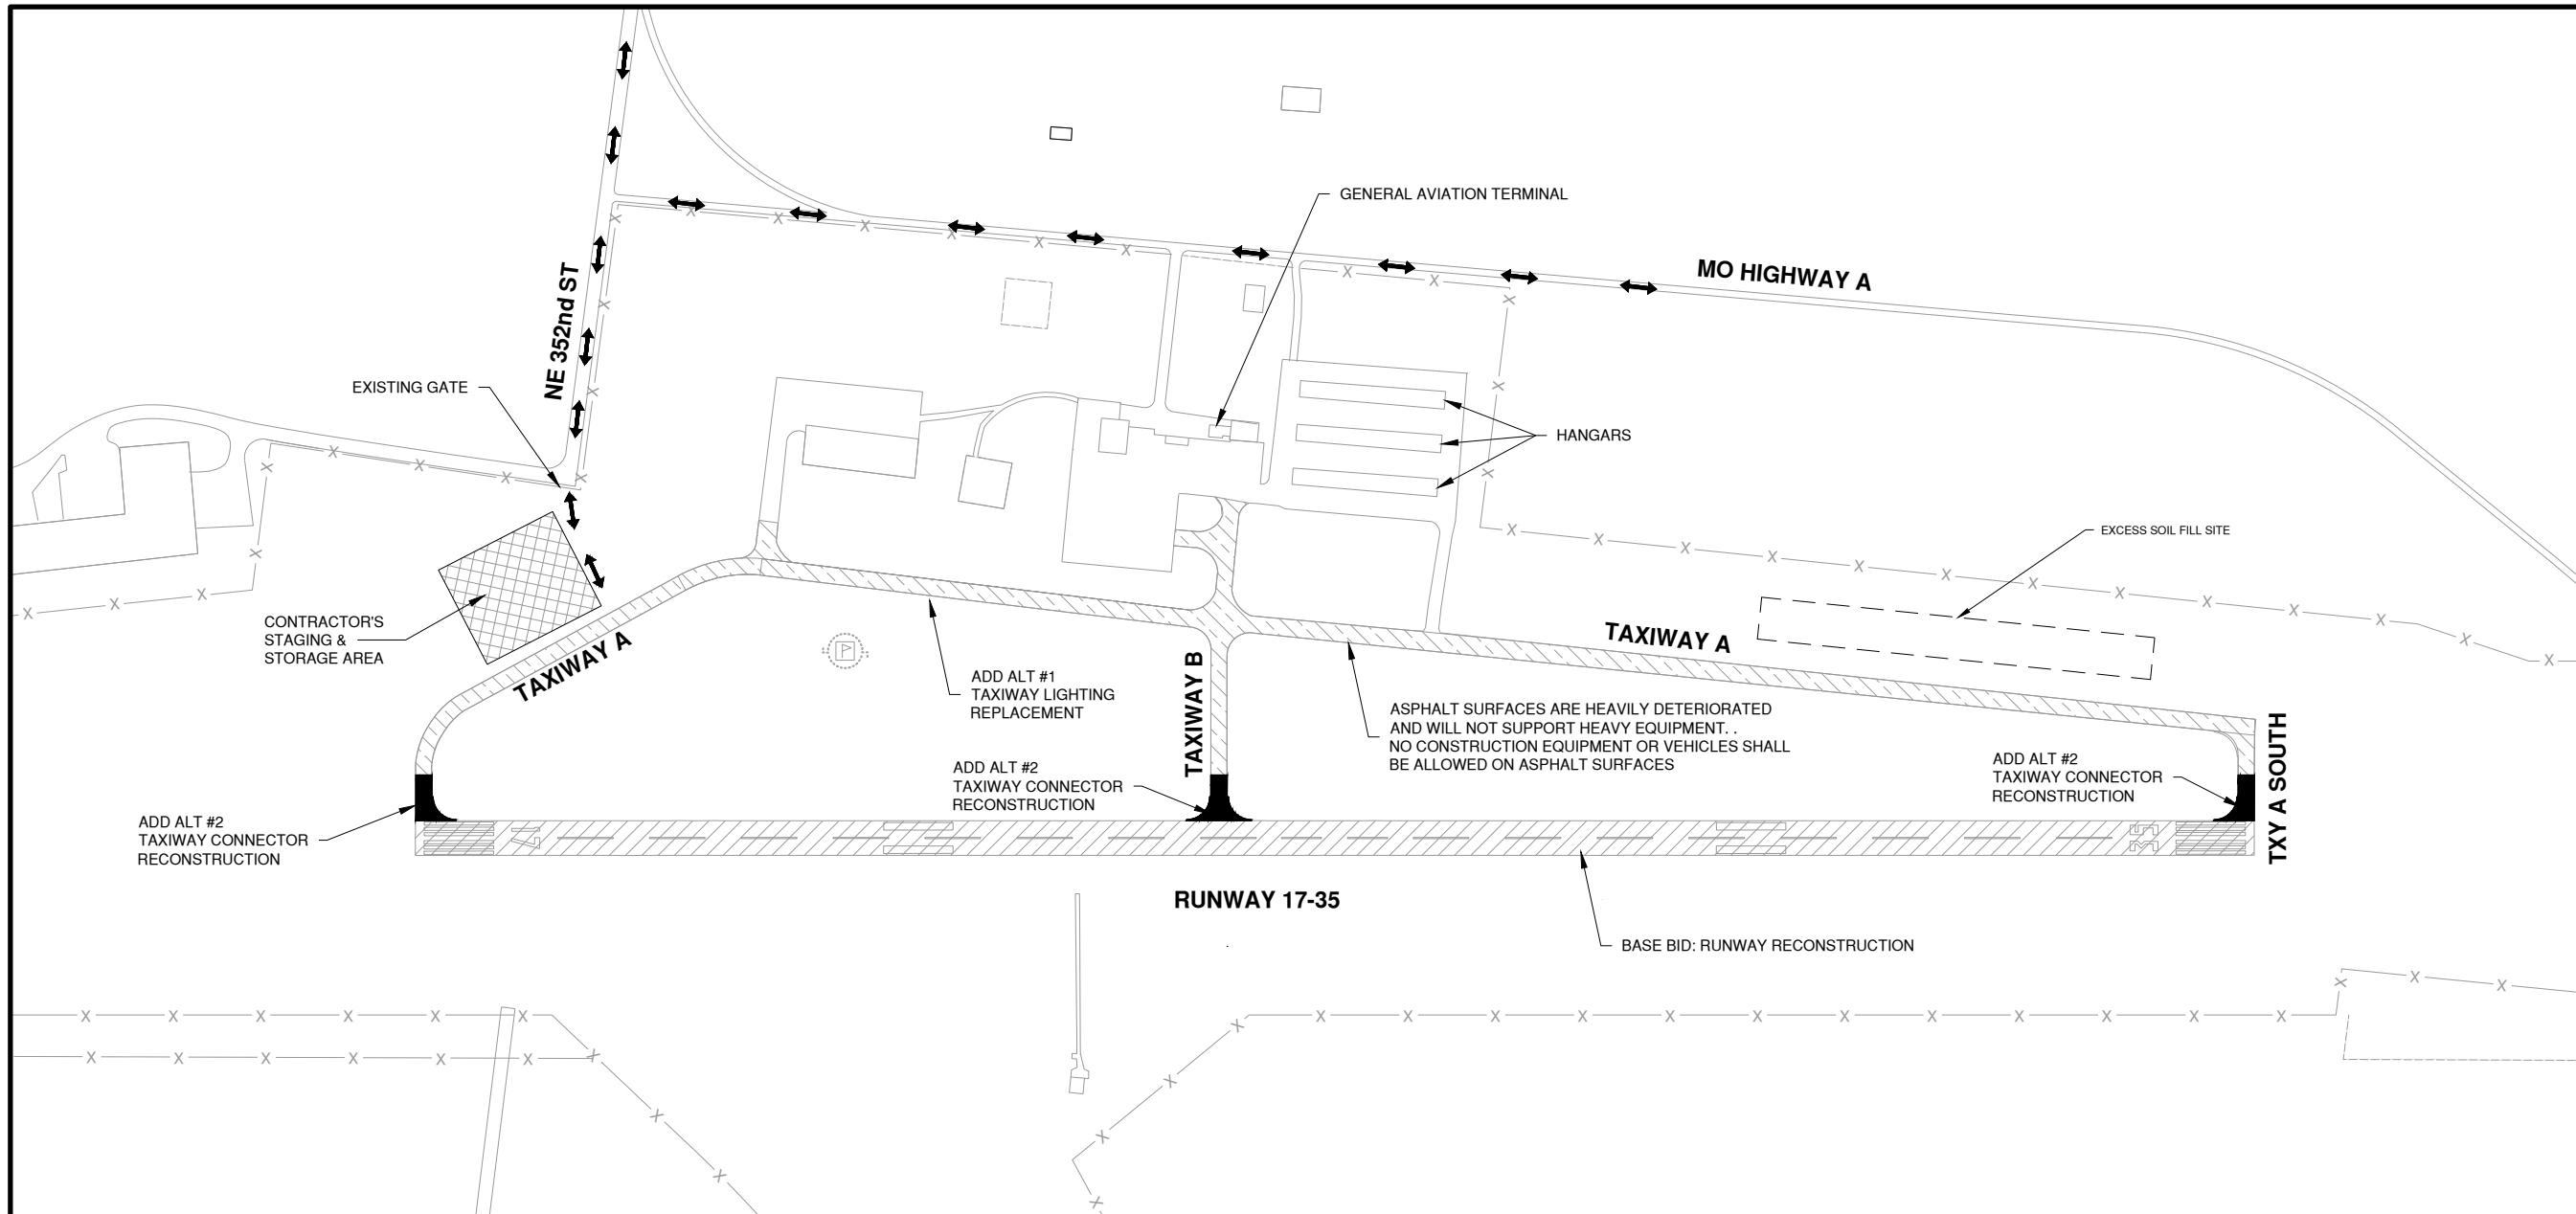 GENERAL AVIATION TERMINAL
MO HIGHWAY A
NE 352nd ST
EXISTING GATE
HANGARS
EXCESS SOIL FILL SITE
CONTRACTOR'S
STAGING &
STORAGE AREA
TAXIWAY A
TAXIWAY A
P
ADD ALT #1
TAXIWAY LIGHTING
REPLACEMENT
TAXIWAY B
ASPHALT SURFACES ARE HEAVILY DETERIORATED
AND WILL NOT SUPPORT HEAVY EQUIPMENT. .
NO CONSTRUCTION EQUIPMENT OR VEHICLES SHALL
BE ALLOWED ON ASPHALT SURFACES
TXY A SOUTH
ADD ALT #2
TAXIWAY CONNECTOR
RECONSTRUCTION
ADD ALT #2
TAXIWAY CONNECTOR
RECONSTRUCTION
ADD ALT #2
TAXIWAY CONNECTOR
RECONSTRUCTION
17
35
RUNWAY 17-35
BASE BID: RUNWAY RECONSTRUCTION